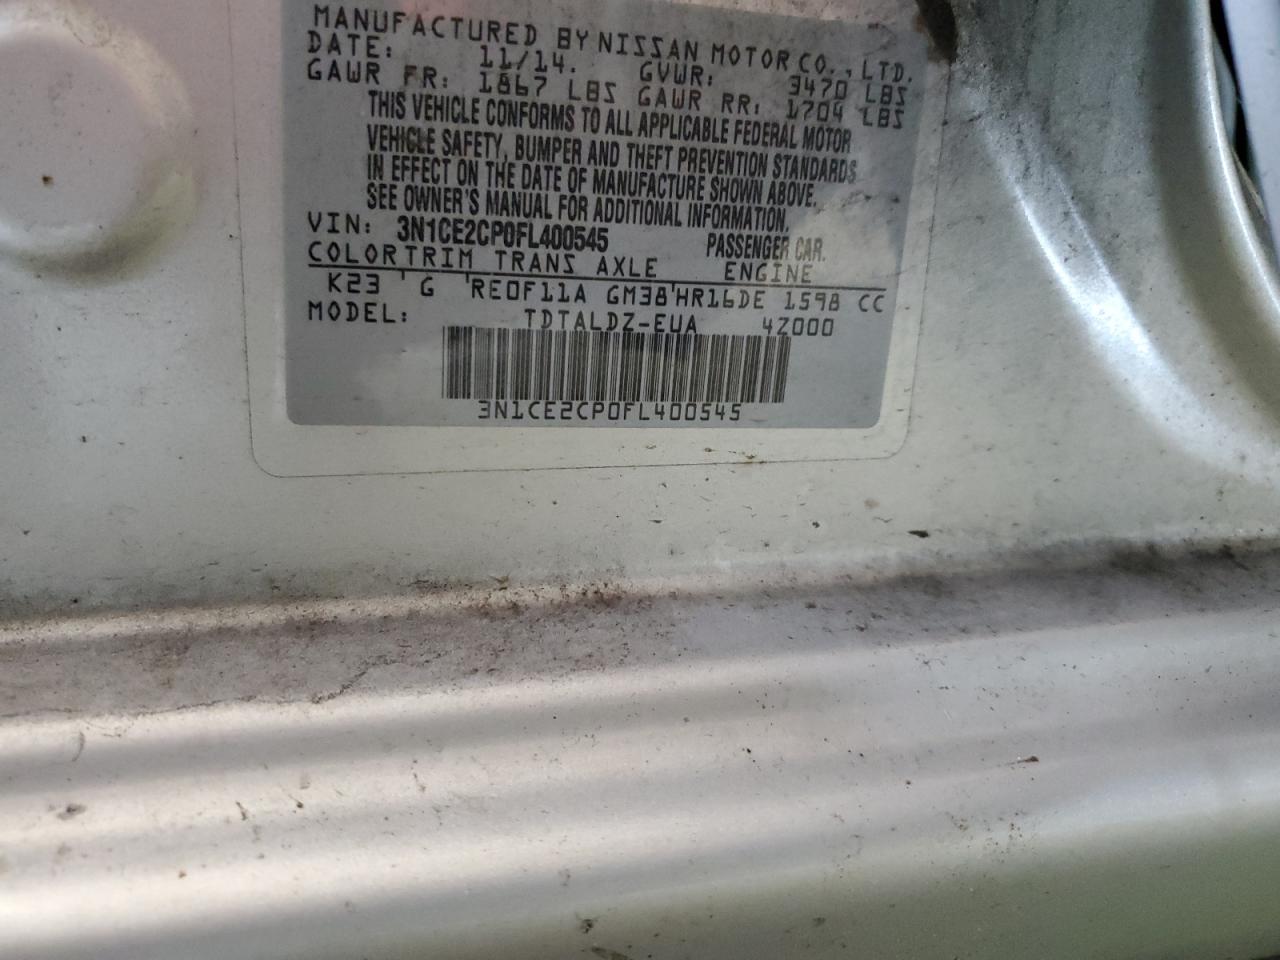 MANUFACTURED BY NISSAN MOTOR CO., LTD.
DATE: 11/14. GVWR: 3470 LBS
GAWR FR: 1867 LBS GAWR RR: 1704 LBS
THIS VEHICLE CONFORMS TO ALL APPLICABLE FEDERAL MOTOR
VEHICLE SAFETY, BUMPER AND THEFT PREVENTION STANDARDS
IN EFFECT ON THE DATE OF MANUFACTURE SHOWN ABOVE.
SEE OWNER'S MANUAL FOR ADDITIONAL INFORMATION.
VIN: 3N1CE2CP0FL400545 PASSENGER CAR.
COLORTRIM TRANS AXLE ENGINE
K23 ' G 'RE0F11A GM38'HR16DE 1598 CC
MODEL: TDTALDZ-EUA 4Z000
3N1CE2CP0FL400545